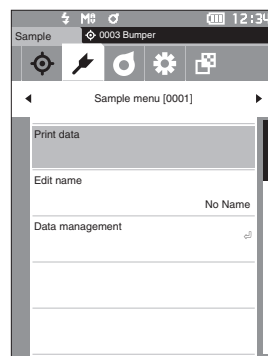 12:34
Sample
0003 Bumper
Sample menu [0001]
Print data
Edit name
No Name
Data management